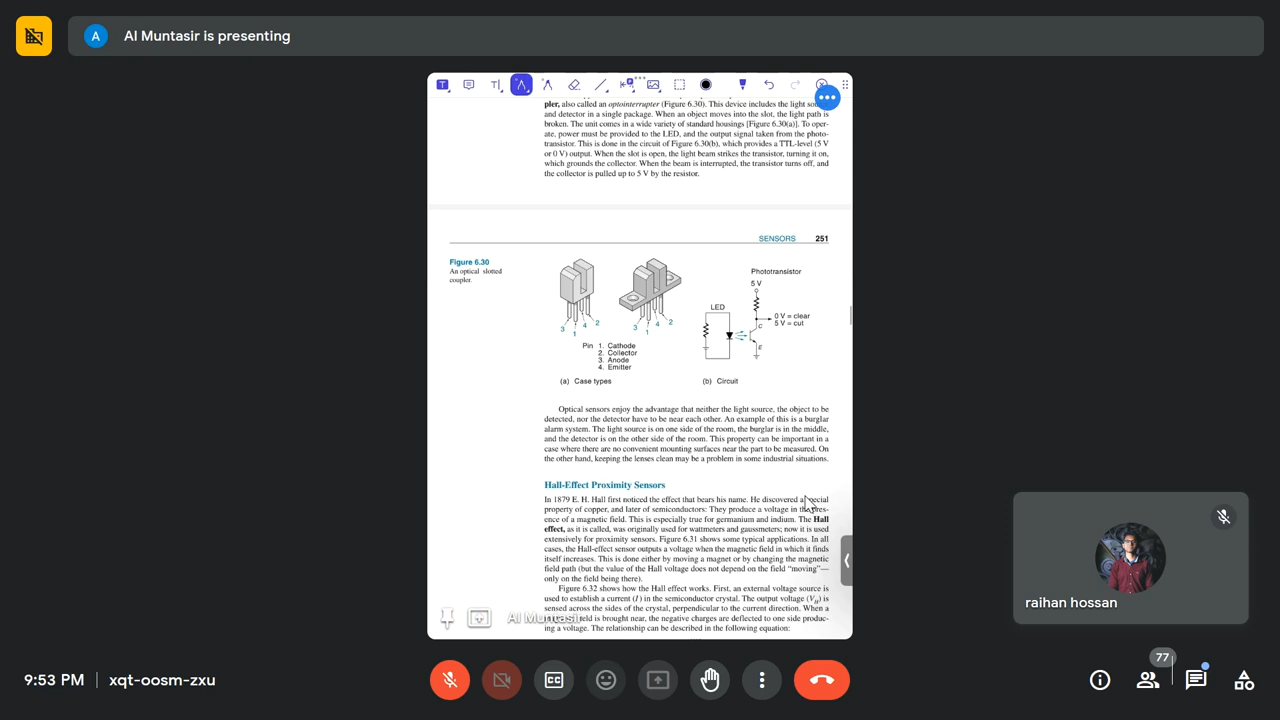 A Al Muntasir is presenting
pler, also called an optointerrupter (Figure 6.30). This device includes the light source
and detector in a single package. When an object moves into the slot, the light path is
broken. The unit comes in a wide variety of standard housings [Figure 6.30(a)]. To oper-
ate, power must be provided to the LED, and the output signal taken from the photo-
transistor. This is done in the circuit of Figure 6.30(b), which provides a TTL-level (5 V
or 0 V) output. When the slot is open, the light beam strikes the transistor, turning it on,
which grounds the collector. When the beam is interrupted, the transistor turns off, and
the collector is pulled up to 5 V by the resistor.
SENSORS 251
Figure 6.30
An optical slotted
coupler.
3 1 4 2
3 1 4 2
Pin 1. Cathode
2. Collector
3. Anode
4. Emitter
(a) Case types
Phototransistor
5 V
LED
0 V = clear
5 V = cut
C
E
(b) Circuit
Optical sensors enjoy the advantage that neither the light source, the object to be
detected, nor the detector have to be near each other. An example of this is a burglar
alarm system. The light source is on one side of the room, the burglar is in the middle,
and the detector is on the other side of the room. This property can be important in a
case where there are no convenient mounting surfaces near the part to be measured. On
the other hand, keeping the lenses clean may be a problem in some industrial situations.
Hall-Effect Proximity Sensors
In 1879 E. H. Hall first noticed the effect that bears his name. He discovered a special
property of copper, and later of semiconductors: They produce a voltage in the pres-
ence of a magnetic field. This is especially true for germanium and indium. The Hall
effect, as it is called, was originally used for wattmeters and gaussmeters; now it is used
extensively for proximity sensors. Figure 6.31 shows some typical applications. In all
cases, the Hall-effect sensor outputs a voltage when the magnetic field in which it finds
itself increases. This is done either by moving a magnet or by changing the magnetic
field path (but the value of the Hall voltage does not depend on the field “moving”—
only on the field being there).
Figure 6.32 shows how the Hall effect works. First, an external voltage source is
used to establish a current (I) in the semiconductor crystal. The output voltage (VH) is
sensed across the sides of the crystal, perpendicular to the current direction. When a
field is brought near, the negative charges are deflected to one side produc-
ing a voltage. The relationship can be described in the following equation:
Al Muntasir
raihan hossan
9:53 PM | xqt-oosm-zxu
77